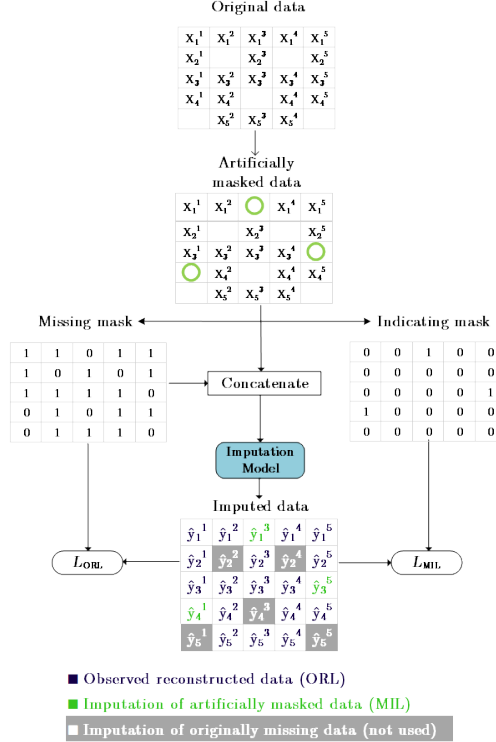 Original data
X₁¹ X₁² X₁³ X₁⁴ X₁⁵
X₂¹ X₂³ X₂⁵
X₃¹ X₃² X₃³ X₃⁴ X₃⁵
X₄¹ X₄² X₄⁴ X₄⁵
X₅² X₅³ X₅⁴
Artificially
masked data
X₁¹ X₁² X₁⁴ X₁⁵
X₂¹ X₂³ X₂⁵
X₃¹ X₃² X₃³ X₃⁴
X₄² X₄⁴ X₄⁵
X₅² X₅³ X₅⁴
Missing mask
1 1 0 1 1
1 0 1 0 1
1 1 1 1 0
0 1 0 1 1
0 1 1 1 0
Indicating mask
0 0 1 0 0
0 0 0 0 0
0 0 0 0 1
1 0 0 0 0
0 0 0 0 0
Concatenate
Imputation
Model
Imputed data
ŷ₁¹ ŷ₁² ŷ₁³ ŷ₁⁴ ŷ₁⁵
ŷ₂¹ ŷ₂² ŷ₂³ ŷ₂⁴ ŷ₂⁵
ŷ₃¹ ŷ₃² ŷ₃³ ŷ₃⁴ ŷ₃⁵
ŷ₄¹ ŷ₄² ŷ₄³ ŷ₄⁴ ŷ₄⁵
ŷ₅¹ ŷ₅² ŷ₅³ ŷ₅⁴ ŷ₅⁵
L ORL
L MIL
Observed reconstructed data (ORL)
Imputation of artificially masked data (MIL)
Imputation of originally missing data (not used)